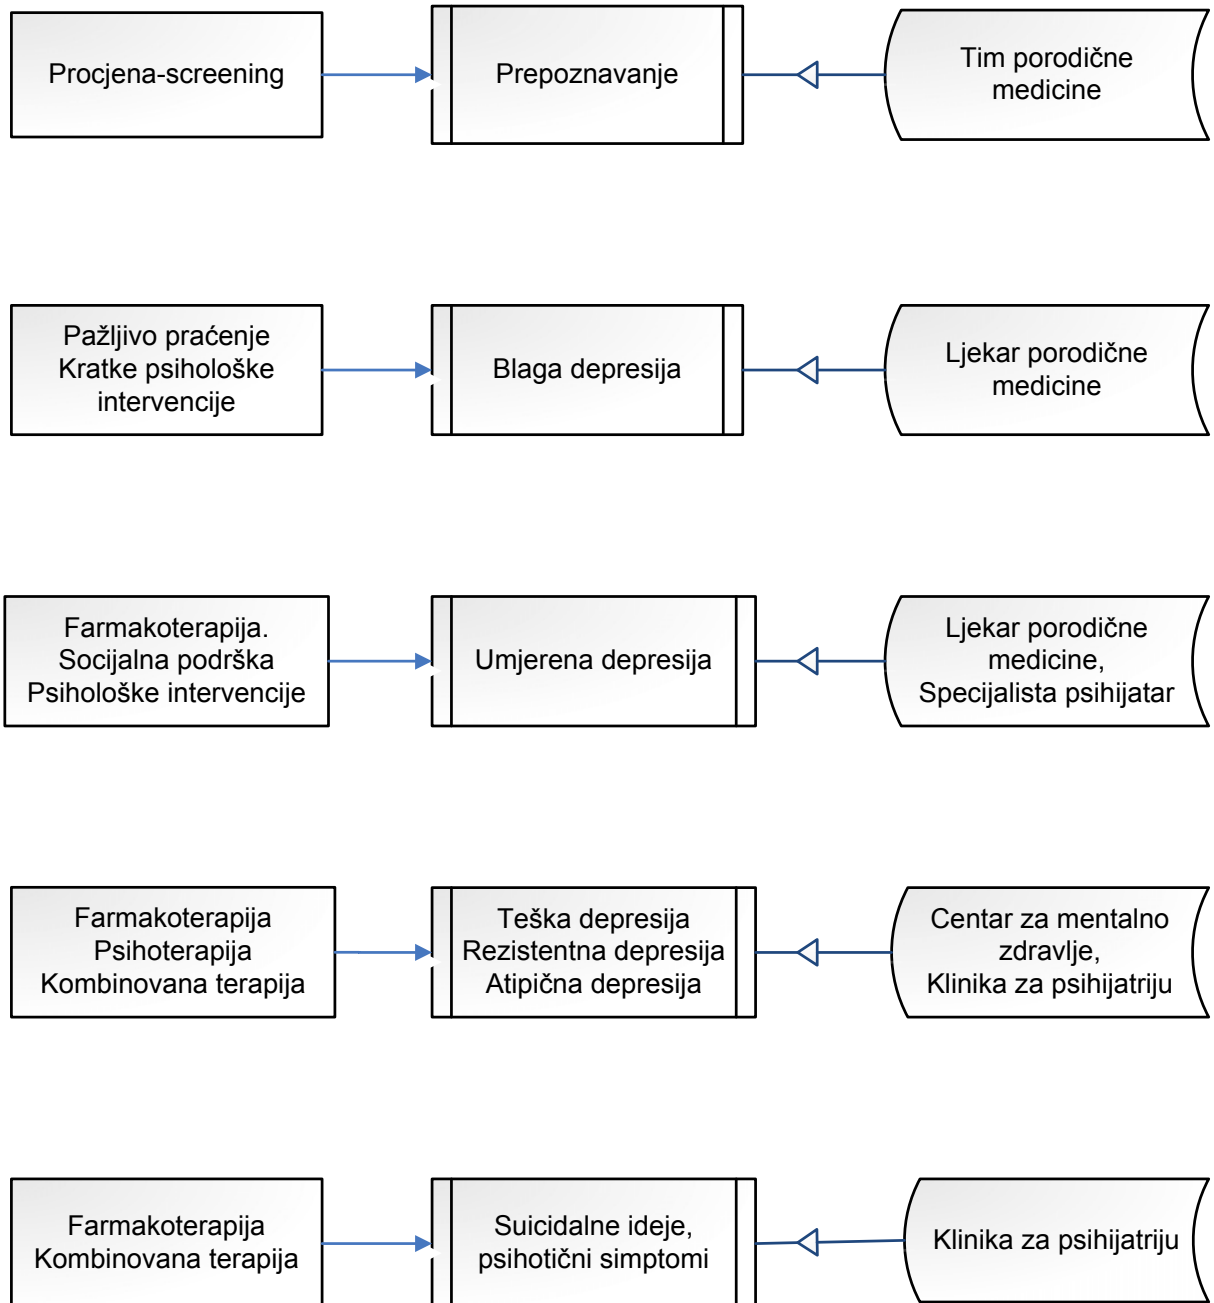 Procjena-screening
Prepoznavanje
Tim porodične
medicine
Pažljivo praćenje
Kratke psihološke
intervencije
Blaga depresija
Ljekar porodične
medicine
Farmakoterapija.
Socijalna podrška
Psihološke intervencije
Umjerena depresija
Ljekar porodične
medicine,
Specijalista psihijatar
Farmakoterapija
Psihoterapija
Kombinovana terapija
Teška depresija
Rezistentna depresija
Atipična depresija
Centar za mentalno
zdravlje,
Klinika za psihijatriju
Farmakoterapija
Kombinovana terapija
Suicidalne ideje,
psihotični simptomi
Klinika za psihijatriju